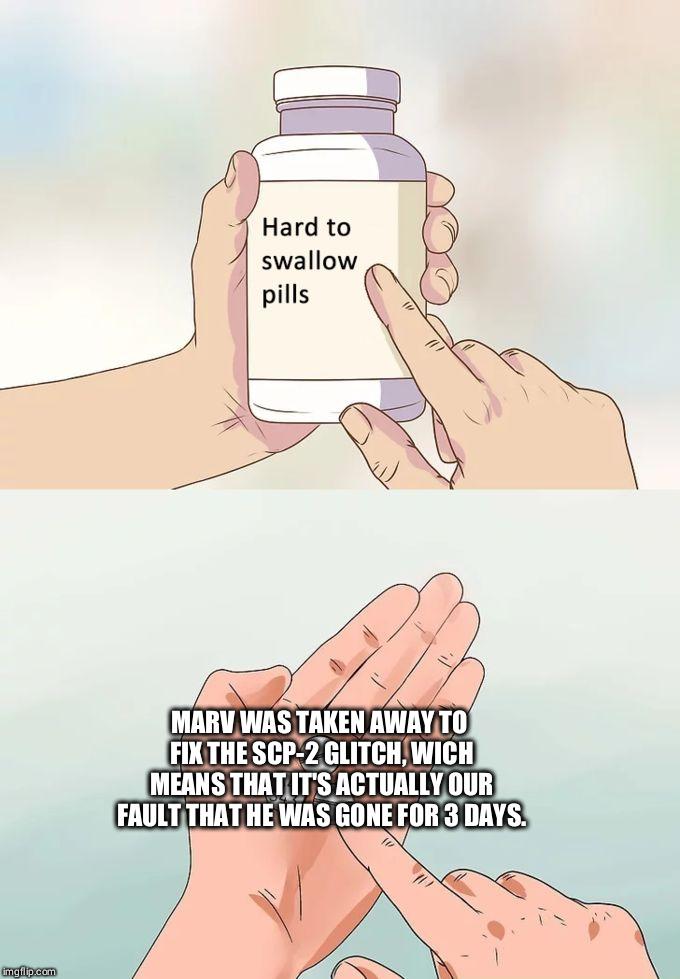 Hard to
swallow
pills
MARV WAS TAKEN AWAY TO
FIX THE SCP-2 GLITCH, WICH
MEANS THAT IT'S ACTUALLY OUR
FAULT THAT HE WAS GONE FOR 3 DAYS.
imgflip.com